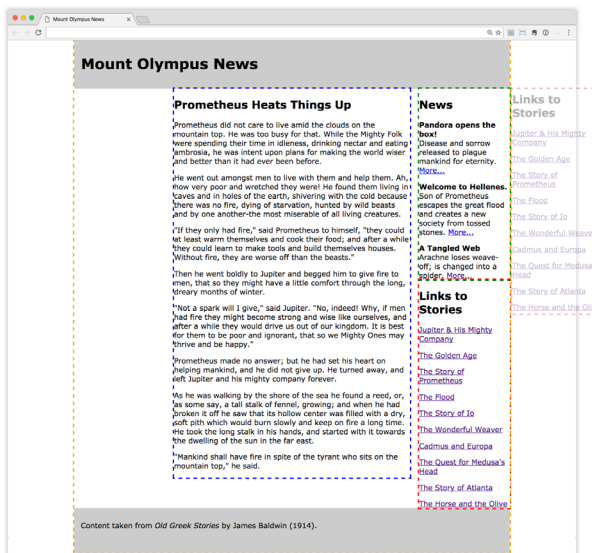 Mount Olympus News
Mount Olympus News
Prometheus Heats Things Up
Prometheus did not care to live amid the clouds on the
mountain top. He was too busy for that. While the Mighty Folk
were spending their time in idleness, drinking nectar and eating
ambrosia, he was intent upon plans for making the world wiser
and better than it had ever been before.
He went out amongst men to live with them and help them. Ah,
how very poor and wretched they were! He found them living in
caves and in holes of the earth, shivering with the cold because
there was no fire, dying of starvation, hunted by wild beasts
and by one another-the most miserable of all living creatures.
"If they only had fire," said Prometheus to himself, "they could
at least warm themselves and cook their food; and after a while
they could learn to make tools and build themselves houses.
Without fire, they are worse off than the beasts."
Then he went boldly to Jupiter and begged him to give fire to
men, that so they might have a little comfort through the long,
dreary months of winter.
"Not a spark will I give," said Jupiter. "No, indeed! Why, if men
had fire they might become strong and wise like ourselves, and
after a while they would drive us out of our kingdom. It is best
for them to be poor and ignorant, that so we Mighty Ones may
thrive and be happy."
Prometheus made no answer; but he had set his heart on
helping mankind, and he did not give up. He turned away, and
left Jupiter and his mighty company forever.
As he was walking by the shore of the sea he found a reed, or,
as some say, a tall stalk of fennel, growing; and when he had
broken it off he saw that its hollow center was filled with a dry,
soft pith which would burn slowly and keep on fire a long time.
He took the long stalk in his hands, and started with it towards
the dwelling of the sun in the far east.
"Mankind shall have fire in spite of the tyrant who sits on the
mountain top," he said.
News
Pandora opens the
box!
Disease and sorrow
released to plague
mankind for eternity.
More...
Welcome to Hellenes.
Son of Prometheus
escapes the great flood
and creates a new
society from tossed
stones. More...
A Tangled Web
Arachne loses weave-
off; is changed into a
spider. More...
Links to
Stories
Jupiter & His Mighty
Company
The Golden Age
The Story of
Prometheus
The Flood
The Story of Io
The Wonderful Weaver
Cadmus and Europa
The Quest for Medusa's
Head
The Story of Atlanta
The Horse and the Olive
Links to
Stories
Jupiter & His Mighty
Company
The Golden Age
The Story of
Prometheus
The Flood
The Story of Io
The Wonderful Weaver
Cadmus and Europa
The Quest for Medusa
Head
The Story of Atlanta
The Horse and the Oli
Content taken from Old Greek Stories by James Baldwin (1914).